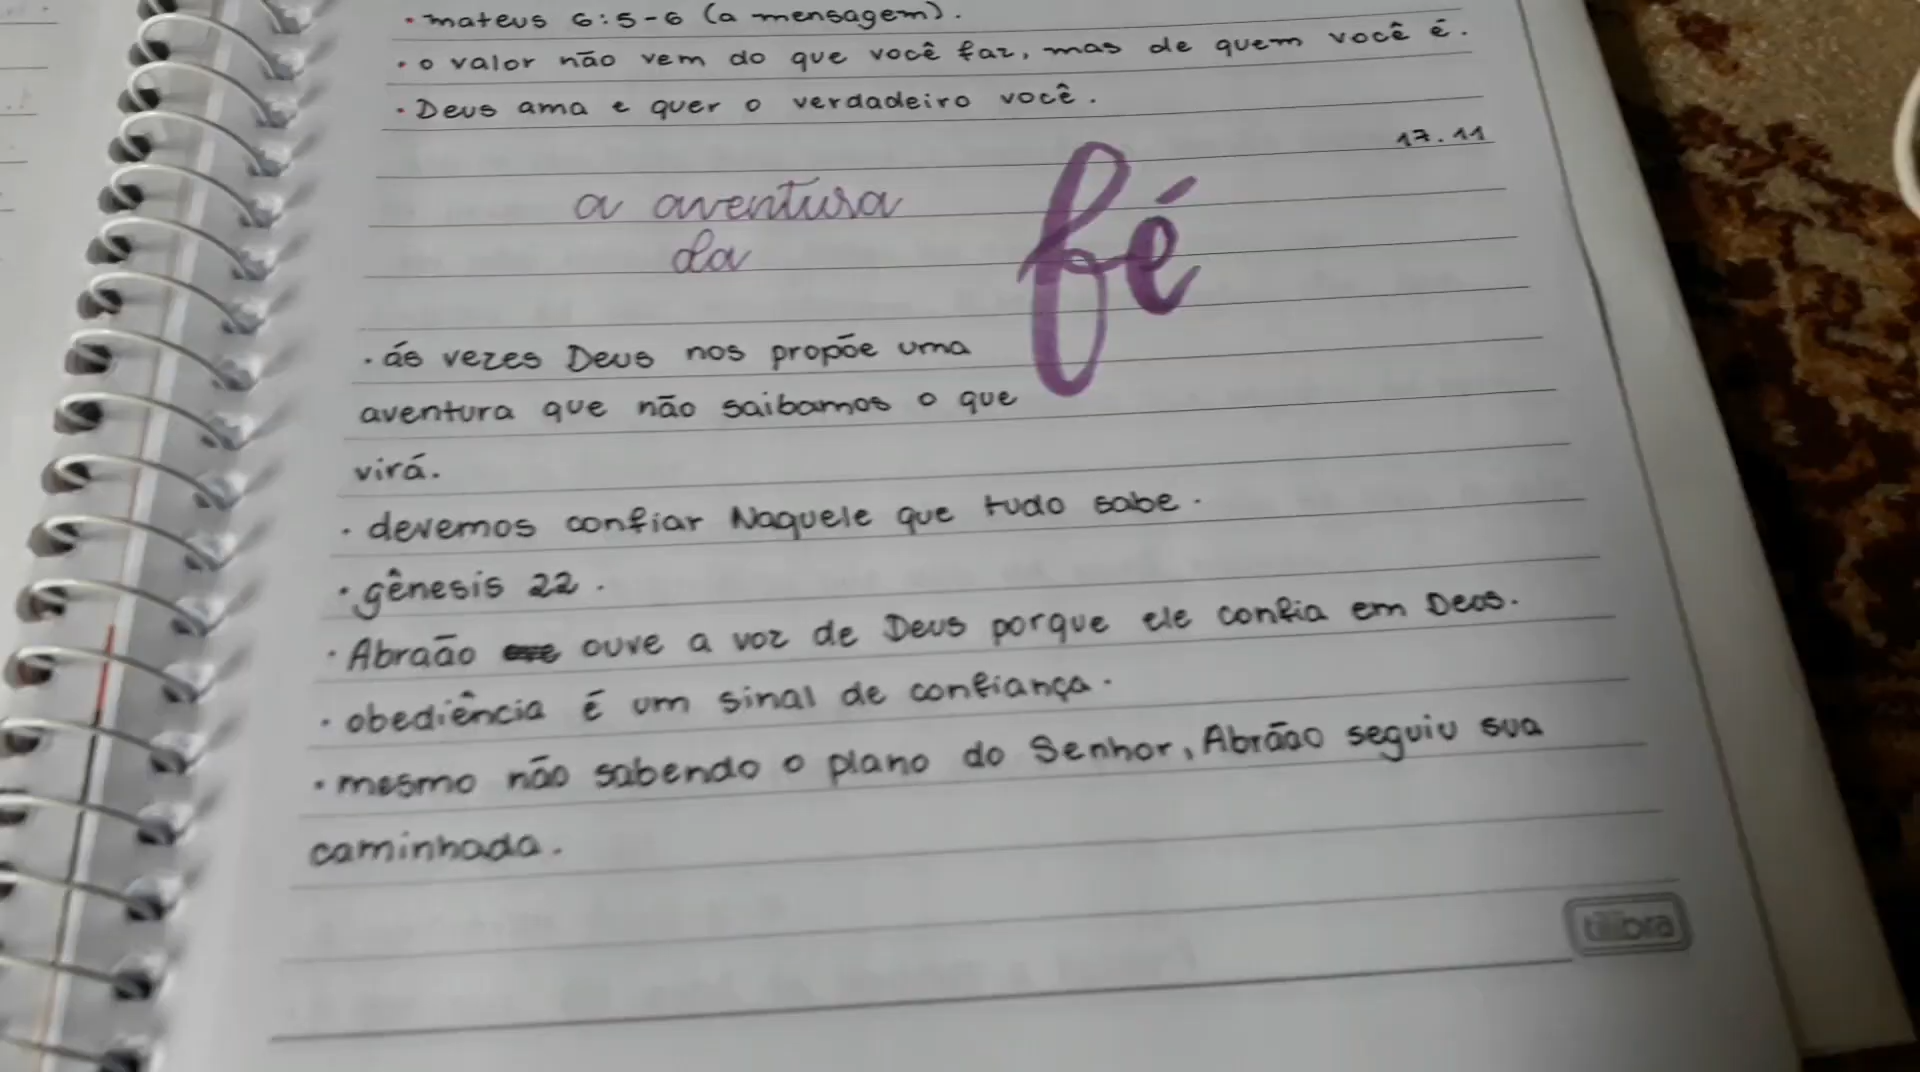 • mateus 6:5-6 (a mensagem).
• o valor não vem do que você faz, mas de quem você é.
• Deus ama e quer o verdadeiro você.
17.11
a aventura
da
fé
• ás vezes Deus nos propõe uma
aventura que não saibamos o que
virá.
• devemos confiar Naquele que tudo sabe.
• gênesis 22.
• Abraão ouve a voz de Deus porque ele confia em Deos.
• obediência é um sinal de confiança.
• mesmo não sabendo o plano do Senhor, Abrãao seguiu sua
caminhada.
tilibra